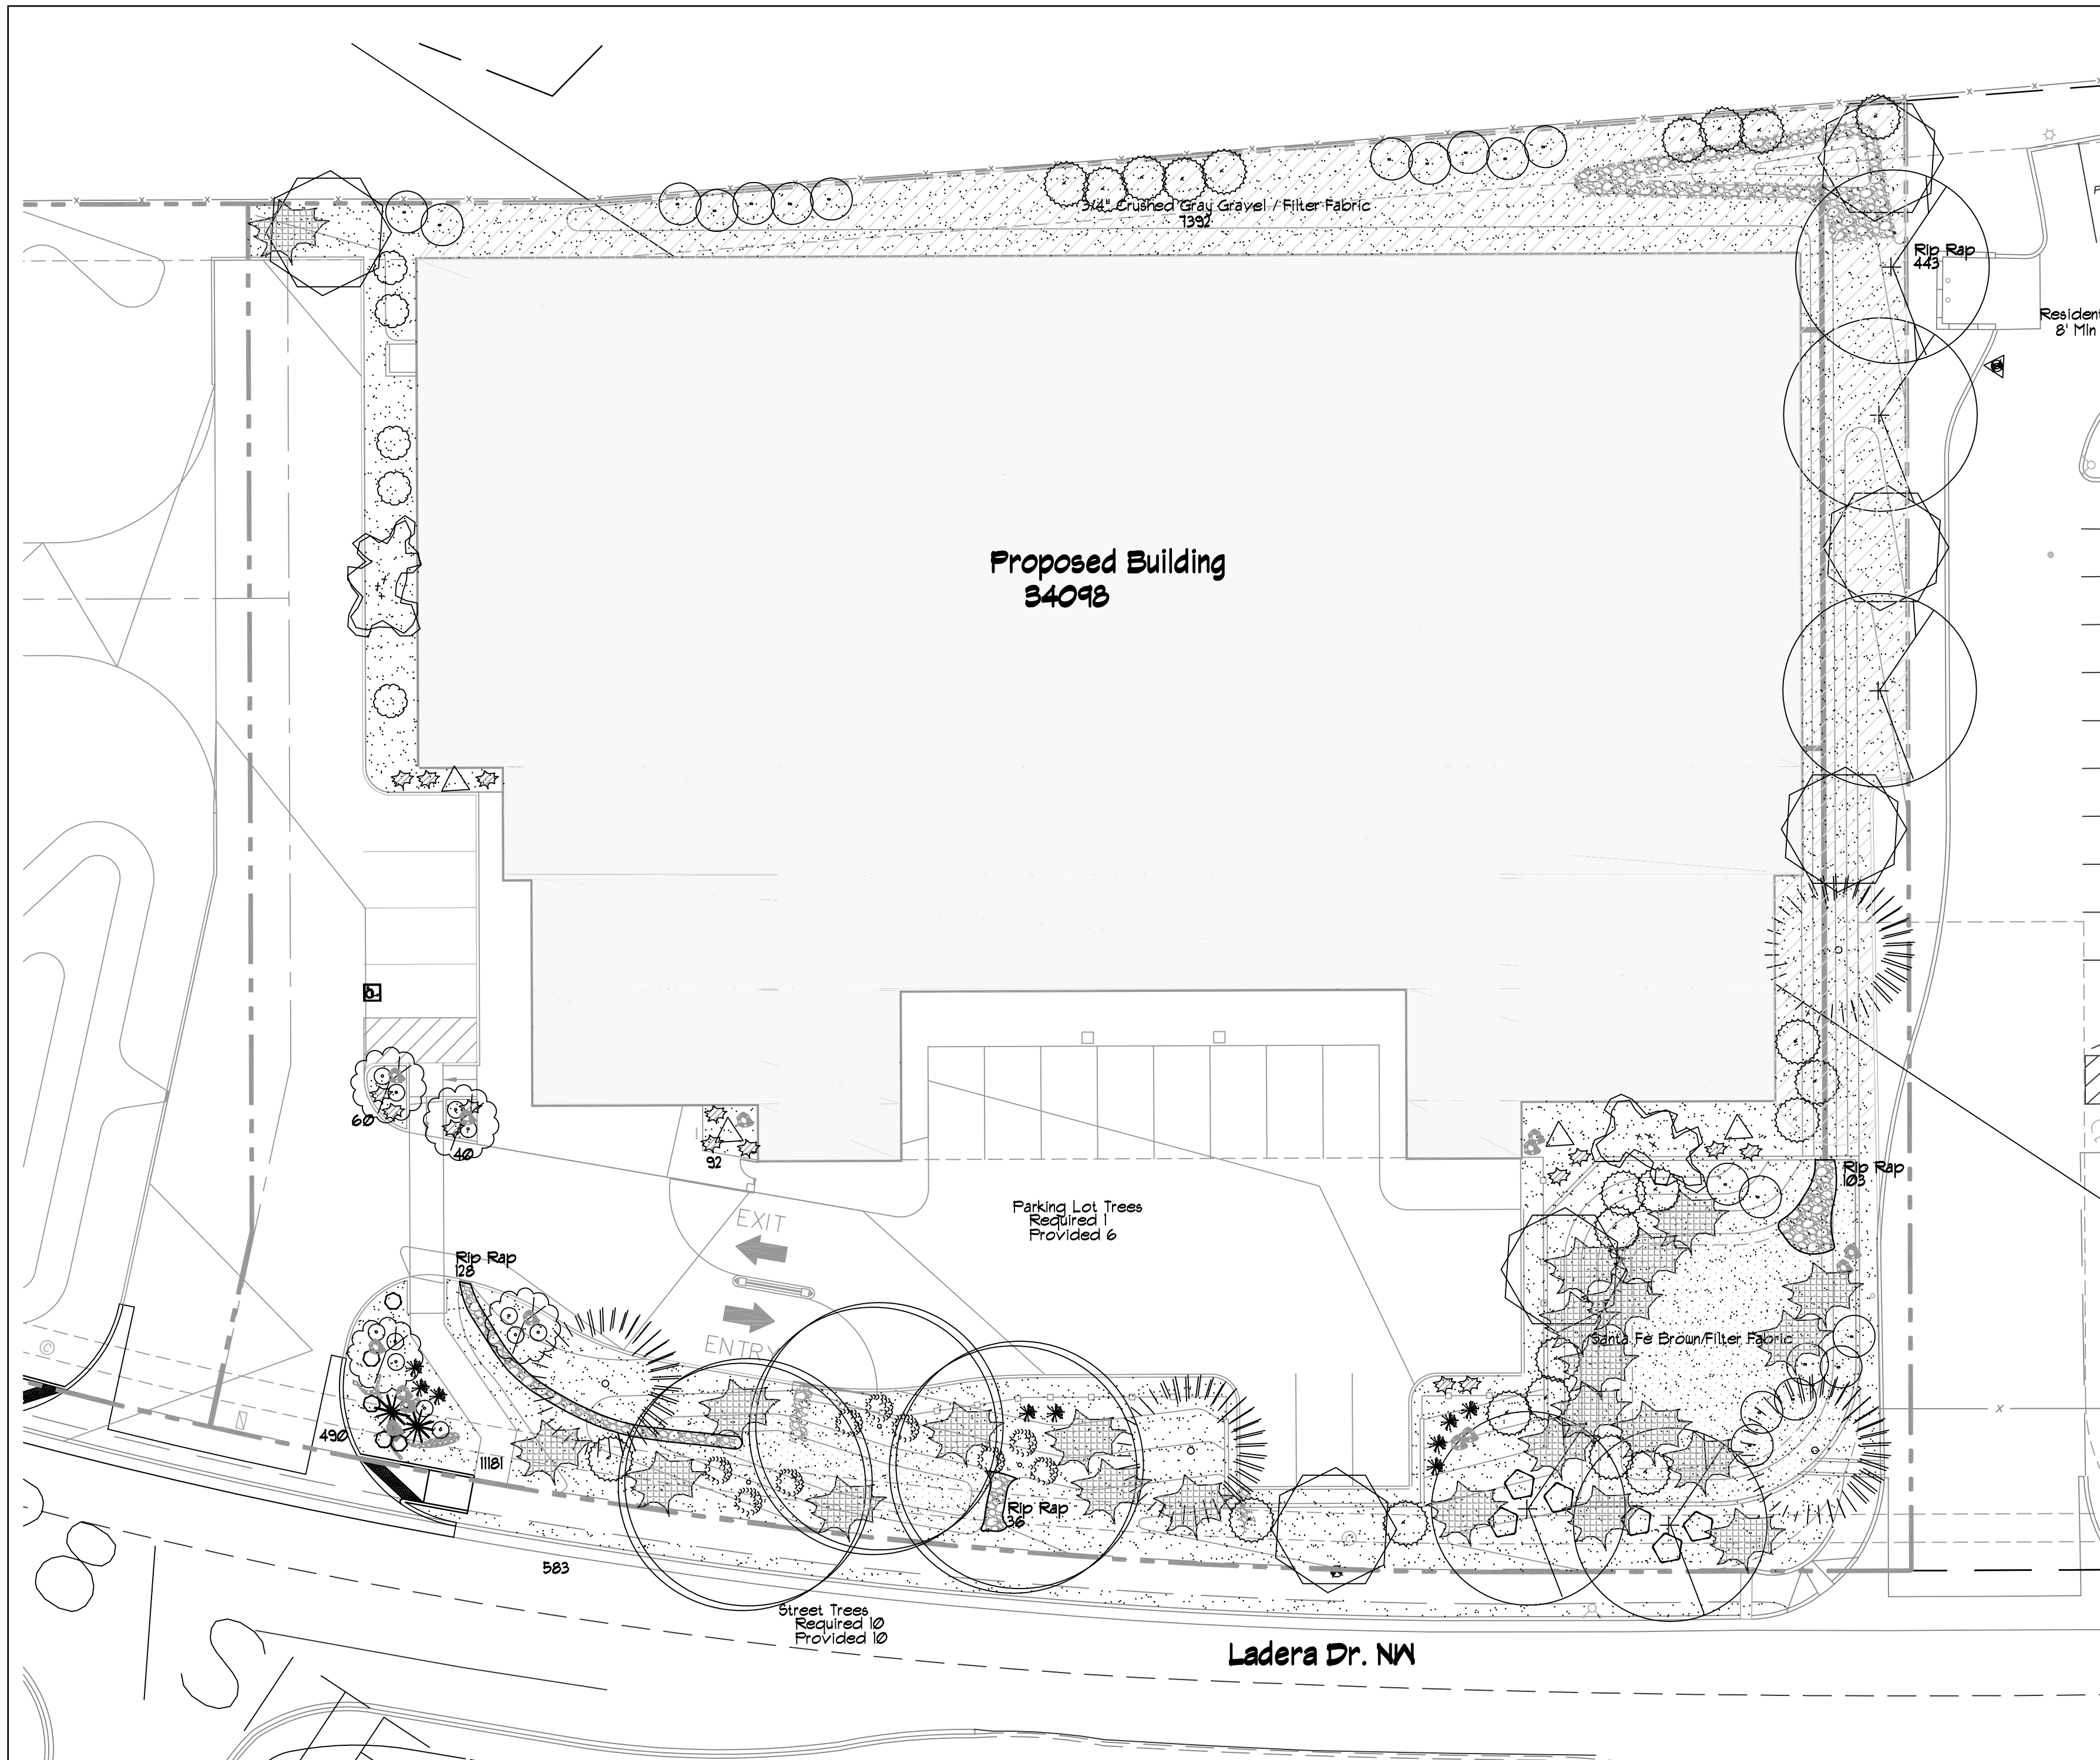 3/4" Crushed Gray Gravel / Filter Fabric
7392
Rip Rap
443
Resident
8' Min
Proposed Building
34098
60
40
92
Rip Rap
103
Parking Lot Trees
Required 1
Provided 6
EXIT
Rip Rap
128
ENTRY
Santa Fe Brown/Filter Fabric
490
11181
Rip Rap
36
583
Street Trees
Required 10
Provided 10
Ladera Dr. NW